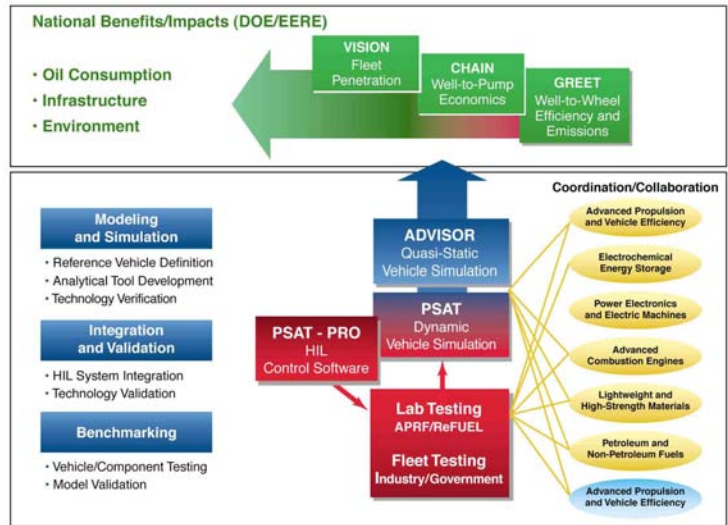 National Benefits/Impacts (DOE/EERE)
• Oil Consumption
• Infrastructure
• Environment
VISION
Fleet
Penetration
CHAIN
Well-to-Pump
Economics
GREET
Well-to-Wheel
Efficiency and
Emissions
Modeling
and Simulation
• Reference Vehicle Definition
• Analytical Tool Development
• Technology Verification
Integration
and Validation
• HIL System Integration
• Technology Validation
Benchmarking
• Vehicle/Component Testing
• Model Validation
ADVISOR
Quasi-Static
Vehicle Simulation
PSAT
Dynamic
Vehicle Simulation
PSAT - PRO
HIL
Control Software
Lab Testing
APRF/ReFUEL
Fleet Testing
Industry/Government
Coordination/Collaboration
Advanced Propulsion
and Vehicle Efficiency
Electrochemical
Energy Storage
Power Electronics
and Electric Machines
Advanced
Combustion Engines
Lightweight and
High-Strength Materials
Petroleum and
Non-Petroleum Fuels
Advanced Propulsion
and Vehicle Efficiency